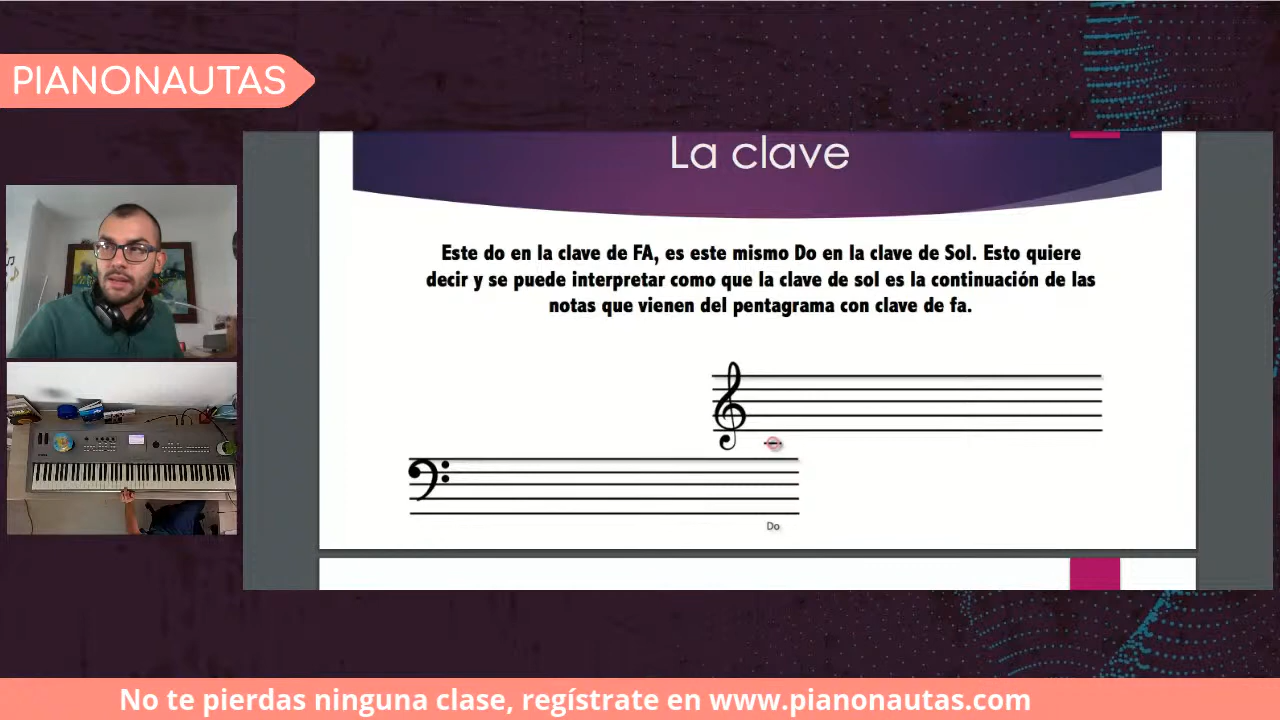 PIANONAUTAS
La clave
Este do en la clave de FA, es este mismo Do en la clave de Sol. Esto quiere
decir y se puede interpretar como que la clave de sol es la continuación de las
notas que vienen del pentagrama con clave de fa.
Do
No te pierdas ninguna clase, regístrate en www.pianonautas.com